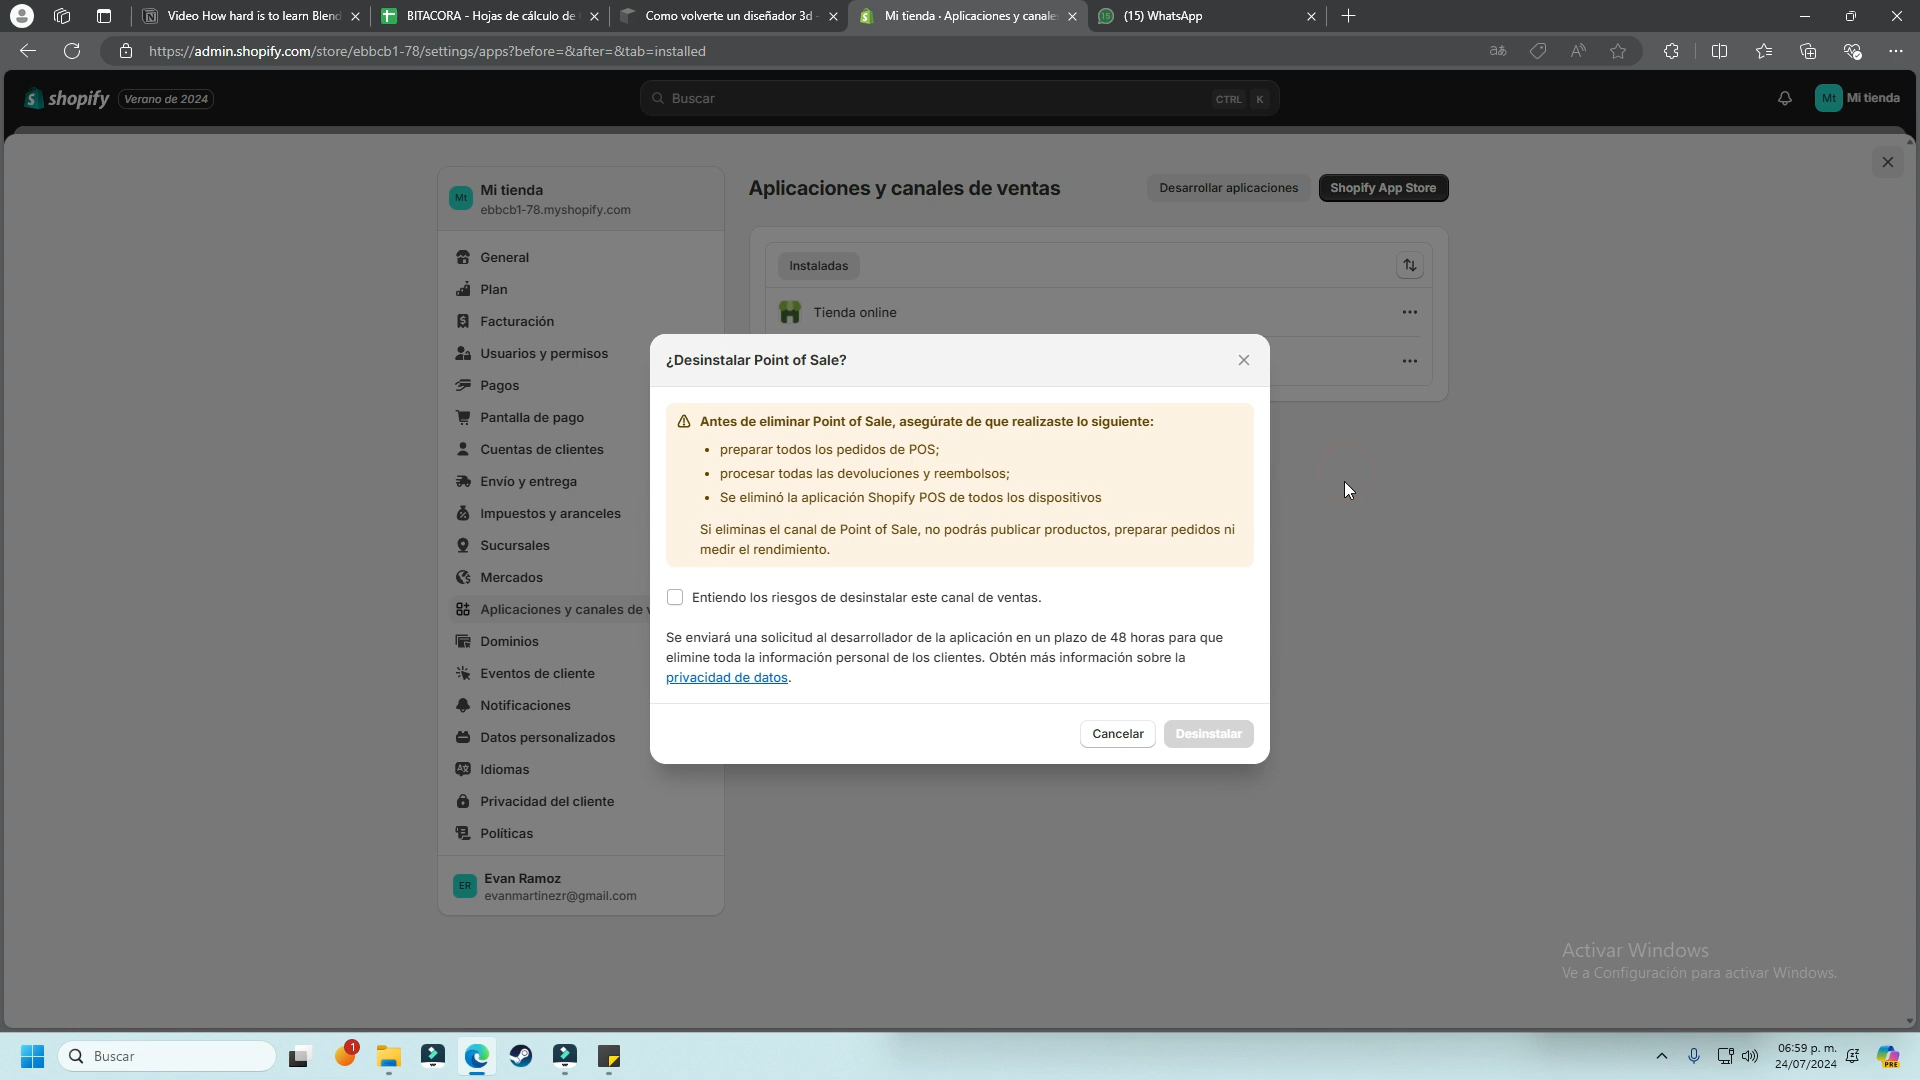 Video How hard is to learn Blend
BITACORA - Hojas de cálculo de
Como volverte un diseñador 3d -
Mi tienda · Aplicaciones y canales
(15) WhatsApp
https://admin.shopify.com/store/ebbcb1-78/settings/apps?before=&after=&tab=installed
shopify
Verano de 2024
Buscar
CTRL K
Mt
Mi tienda
Mt
Mi tienda
ebbcb1-78.myshopify.com
General
Plan
Facturación
Usuarios y permisos
Pagos
Pantalla de pago
Cuentas de clientes
Envío y entrega
Impuestos y aranceles
Sucursales
Mercados
Aplicaciones y canales de v
Dominios
Eventos de cliente
Notificaciones
Datos personalizados
Idiomas
Privacidad del cliente
Políticas
ER
Evan Ramoz
evanmartinezr@gmail.com
Aplicaciones y canales de ventas
Desarrollar aplicaciones
Shopify App Store
Instaladas
Tienda online
¿Desinstalar Point of Sale?
Antes de eliminar Point of Sale, asegúrate de que realizaste lo siguiente:
• preparar todos los pedidos de POS;
• procesar todas las devoluciones y reembolsos;
• Se eliminó la aplicación Shopify POS de todos los dispositivos
Si eliminas el canal de Point of Sale, no podrás publicar productos, preparar pedidos ni
medir el rendimiento.
Entiendo los riesgos de desinstalar este canal de ventas.
Se enviará una solicitud al desarrollador de la aplicación en un plazo de 48 horas para que
elimine toda la información personal de los clientes. Obtén más información sobre la
privacidad de datos.
Cancelar
Desinstalar
Activar Windows
Ve a Configuración para activar Windows.
Buscar
1
06:59 p. m.
24/07/2024
PRE